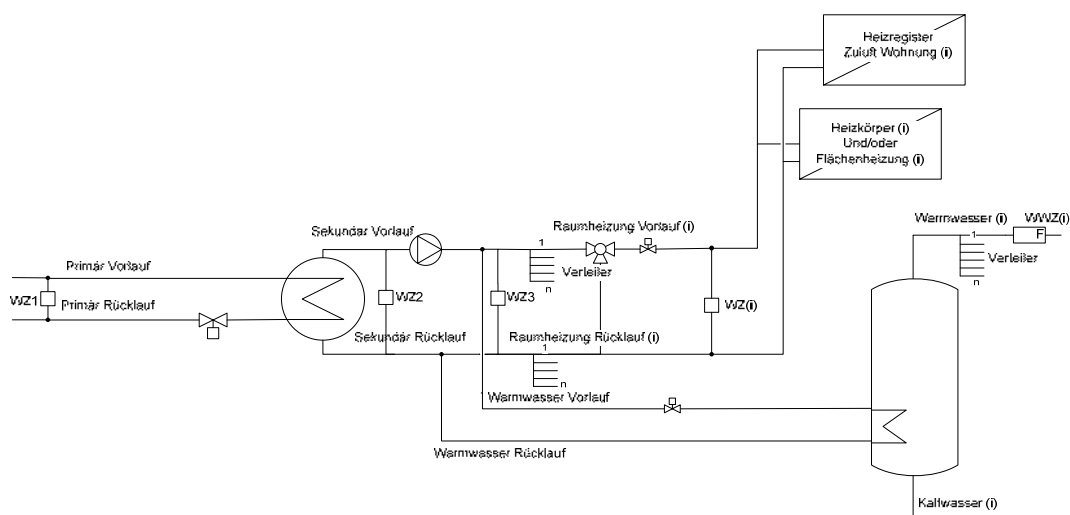 Heizregister
Zuluft Wohnung (i)
Heizkörper (i)
Und/oder
Flächenheizung (i)
Warmwasser (i)
WWZ(i)
1
F
Verteiler
n
Raumheizung Vorlauf (i)
Sekundär Vorlauf
1
Verteiler
n
Primär Vorlauf
WZ1
WZ2
WZ3
WZ(i)
Primär Rücklauf
Sekundär Rücklauf
Raumheizung Rücklauf (i)
1
n
Warmwasser Vorlauf
Warmwasser Rücklauf
Kaltwasser (i)